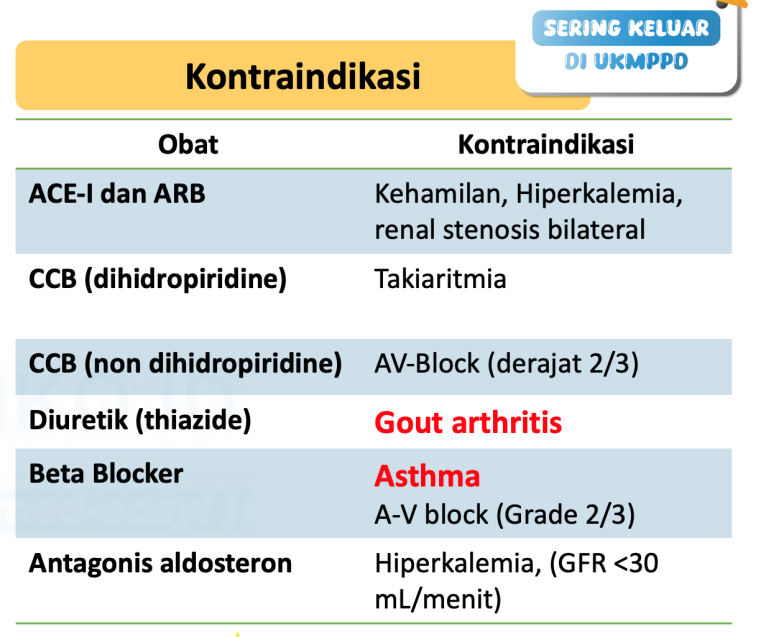 SERING KELUAR
DI UKMPPD
Kontraindikasi
Obat Kontraindikasi
ACE-I dan ARB Kehamilan, Hiperkalemia,
renal stenosis bilateral
CCB (dihidropiridine) Takiaritmia
CCB (non dihidropiridine) AV-Block (derajat 2/3)
Diuretik (thiazide) Gout arthritis
Beta Blocker Asthma
A-V block (Grade 2/3)
Antagonis aldosteron Hiperkalemia, (GFR <30
mL/menit)
med-easy!